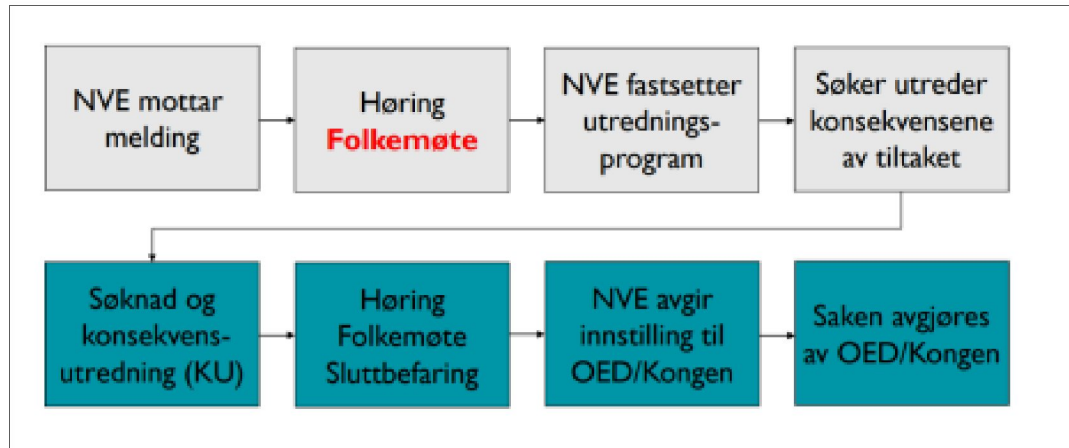 NVE mottar
melding
Høring
Folkemøte
NVE fastsetter
utrednings-
program
Søker utreder
konsekvensene
av tiltaket
Søknad og
konsekvens-
utredning (KU)
Høring
Folkemøte
Sluttbefaring
NVE avgir
innstilling til
OED/Kongen
Saken avgjøres
av OED/Kongen